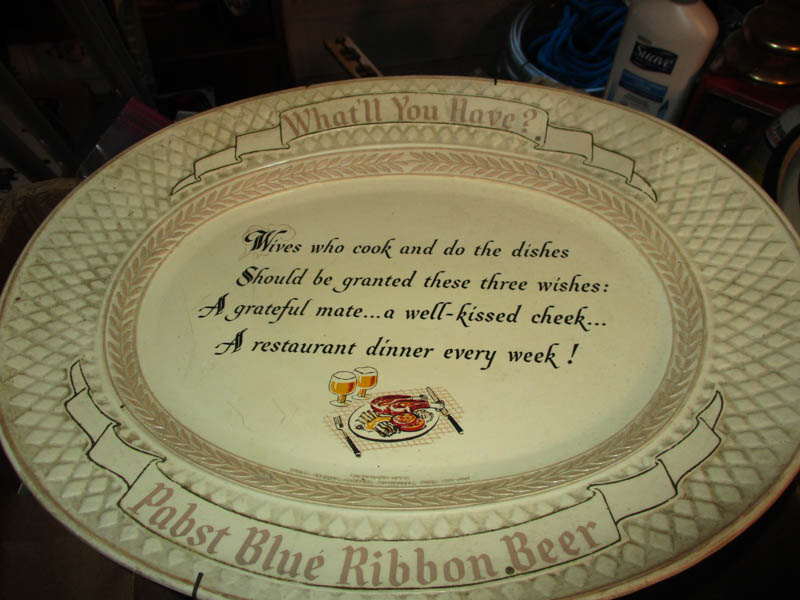 What'll You Have?
Wives who cook and do the dishes
Should be granted these three wishes:
A grateful mate...a well-kissed cheek...
A restaurant dinner every week!
Pabst Blue Ribbon Beer
Suave